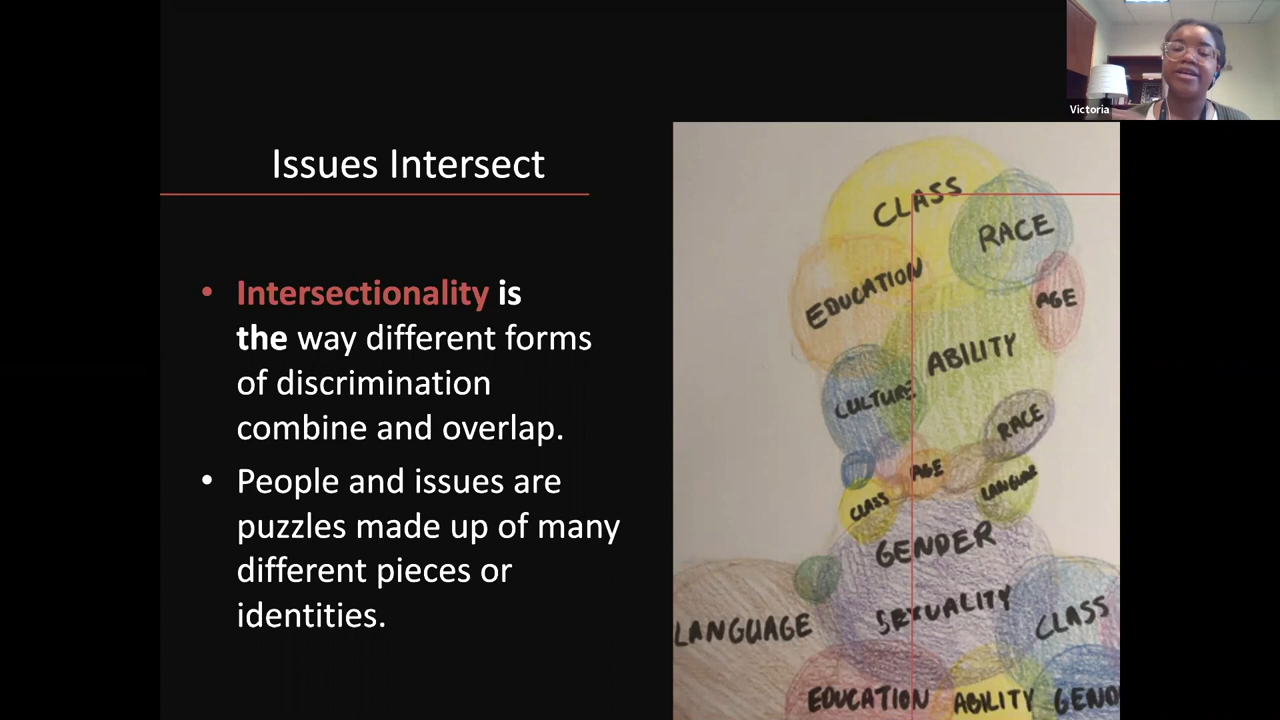 Victoria
Issues Intersect
• Intersectionality is
the way different forms
of discrimination
combine and overlap.
• People and issues are
puzzles made up of many
different pieces or
identities.
CLASS
RACE
EDUCATION
AGE
ABILITY
CULTURE
RACE
AGE
LANGUAG
CLASS
GENDER
SEXUALITY
LANGUAGE
CLASS
EDUCATION ABILITY GEND